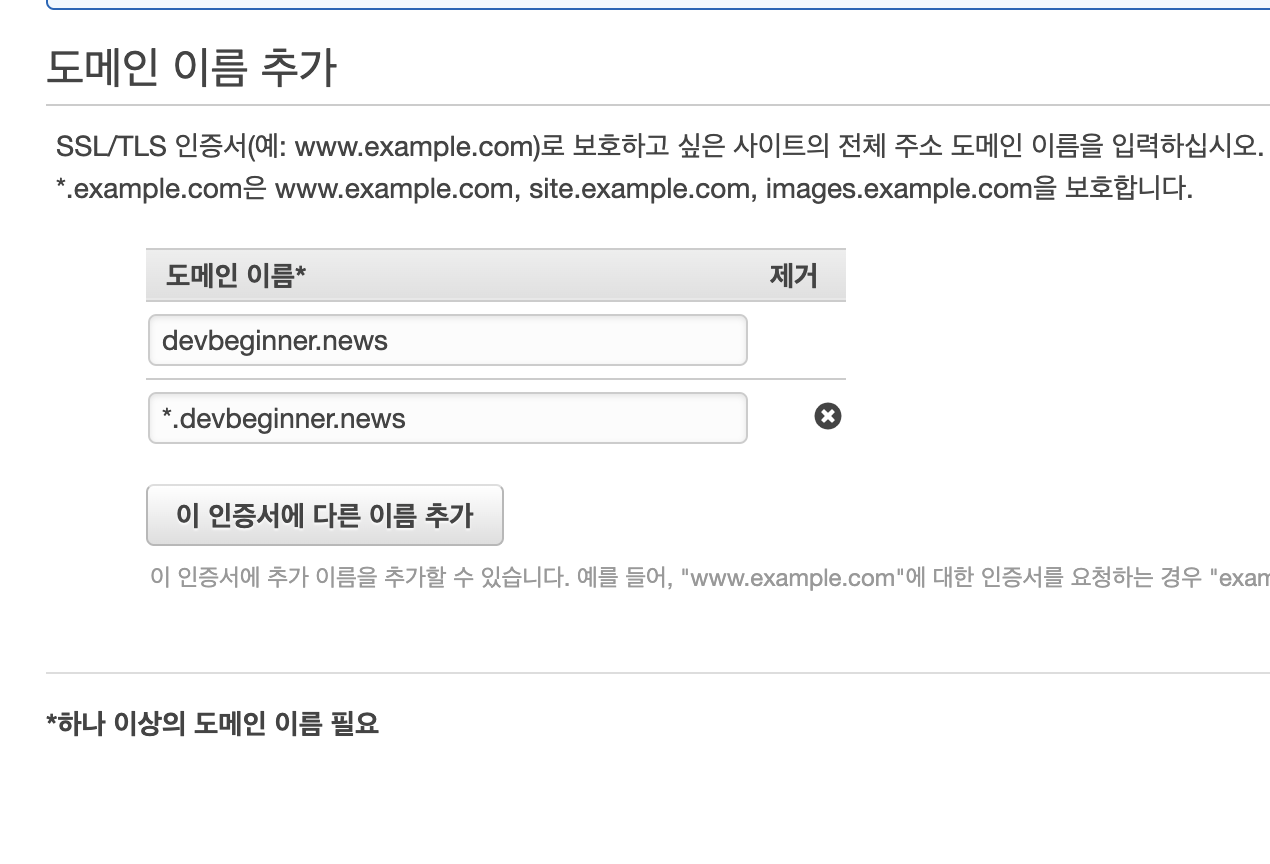 도메인 이름 추가
SSL/TLS 인증서(예: www.example.com)로 보호하고 싶은 사이트의 전체 주소 도메인 이름을 입력하십시오.
*.example.com은 www.example.com, site.example.com, images.example.com을 보호합니다.
도메인 이름* 제거
devbeginner.news
*.devbeginner.news
이 인증서에 다른 이름 추가
이 인증서에 추가 이름을 추가할 수 있습니다. 예를 들어, "www.example.com"에 대한 인증서를 요청하는 경우
*하나 이상의 도메인 이름 필요